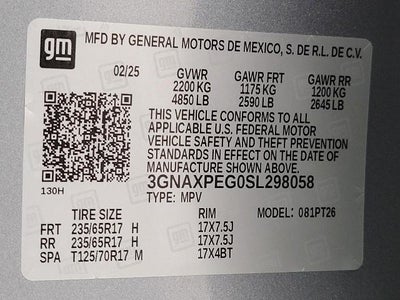 gm MFD BY GENERAL MOTORS DE MEXICO, S. DE R.L. DE C.V.
02/25 GVWR GAWR FRT GAWR RR
2200 KG 1175 KG 1200 KG
4850 LB 2590 LB 2645 LB
THIS VEHICLE CONFORMS TO ALL
APPLICABLE U.S. FEDERAL MOTOR
VEHICLE SAFETY AND THEFT PREVENTION
STANDARDS IN EFFECT ON THE DATE OF
MANUFACTURE SHOWN ABOVE.
130H 3GNAXPEG0SL298058
TYPE: MPV
TIRE SIZE RIM MODEL: 081PT26
FRT 235/65R17 H 17X7.5J
RR 235/65R17 H 17X7.5J
SPA T125/70R17 M 17X4BT